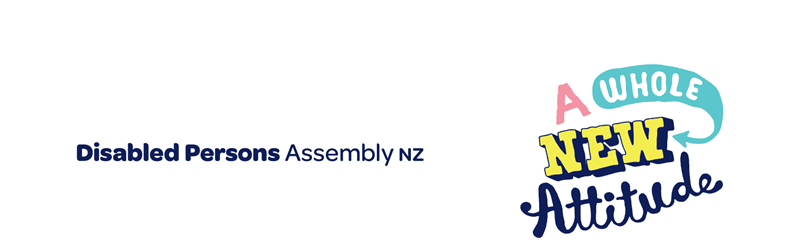 Disabled Persons Assembly NZ
A WHOLE
NEW
Attitude